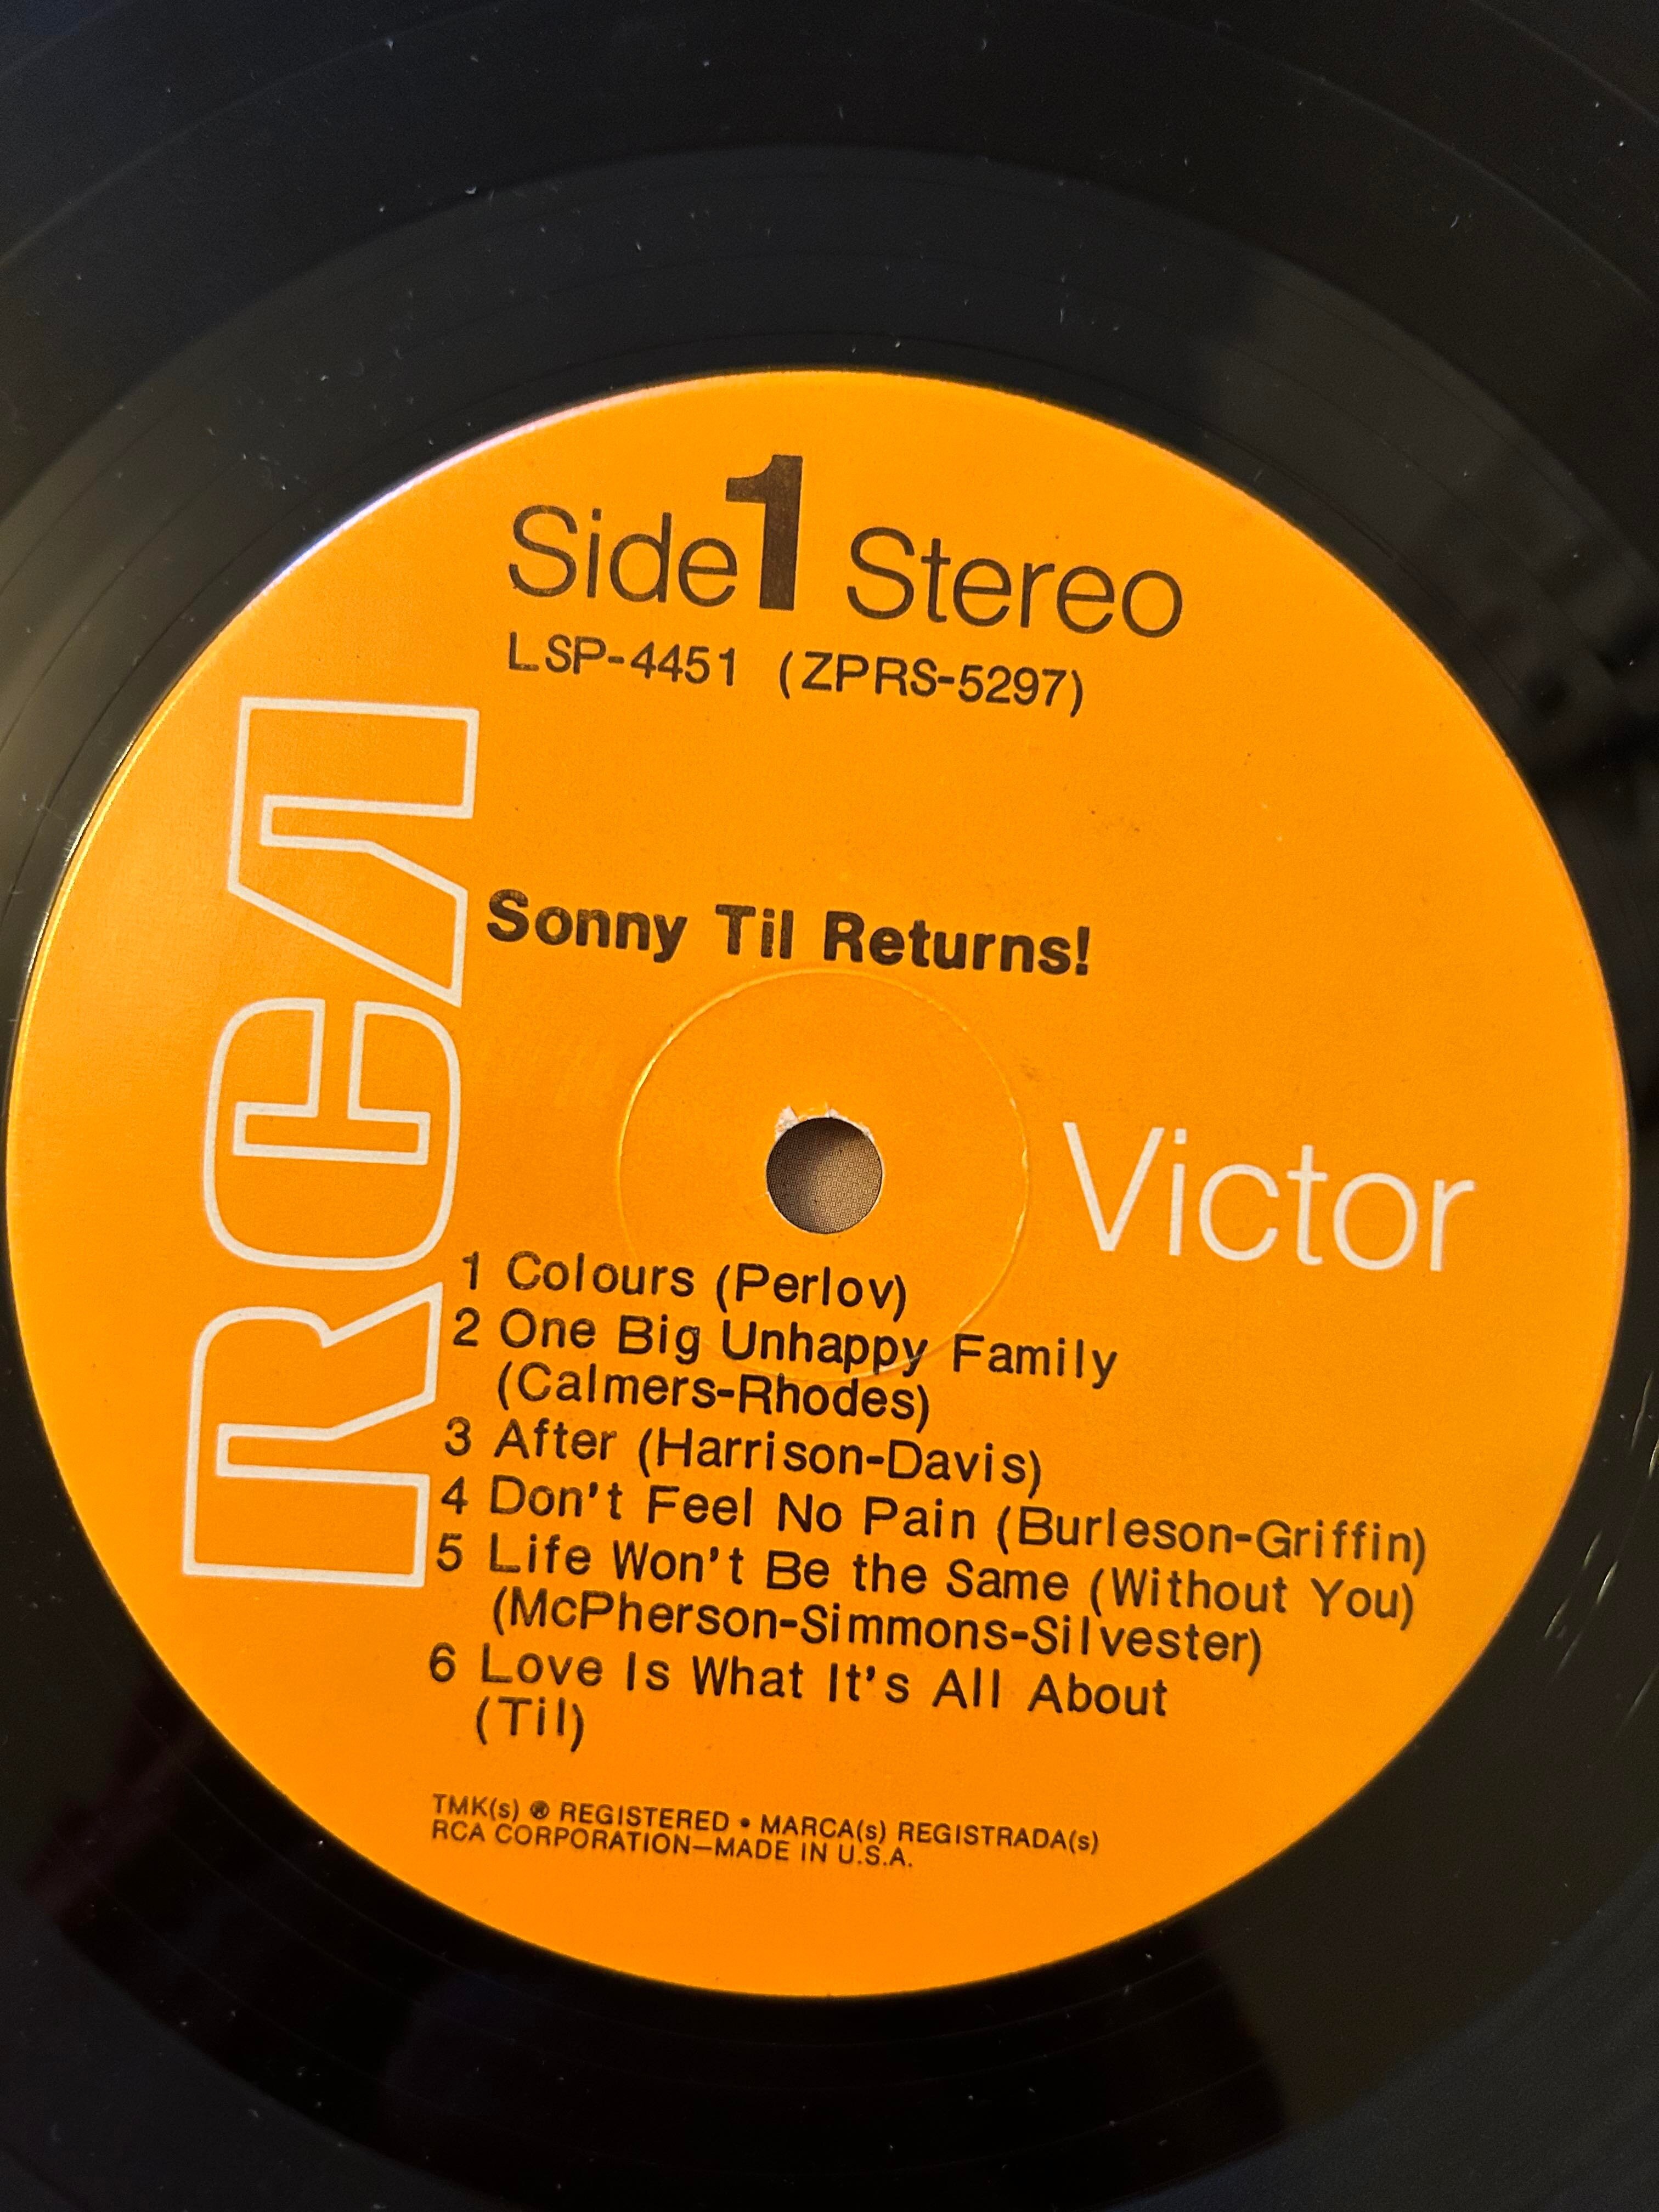 Side 1 Stereo
LSP-4451 (ZPRS-5297)
RCA
Sonny Til Returns!
Victor
1 Colours (Perlov)
2 One Big Unhappy Family
(Calmers-Rhodes)
3 After (Harrison-Davis)
4 Don't Feel No Pain (Burleson-Griffin)
5 Life Won't Be the Same (Without You)
(McPherson-Simmons-Silvester)
6 Love Is What It's All About
(Til)
TMK(s) ® REGISTERED • MARCA(s) REGISTRADA(s)
RCA CORPORATION—MADE IN U.S.A.